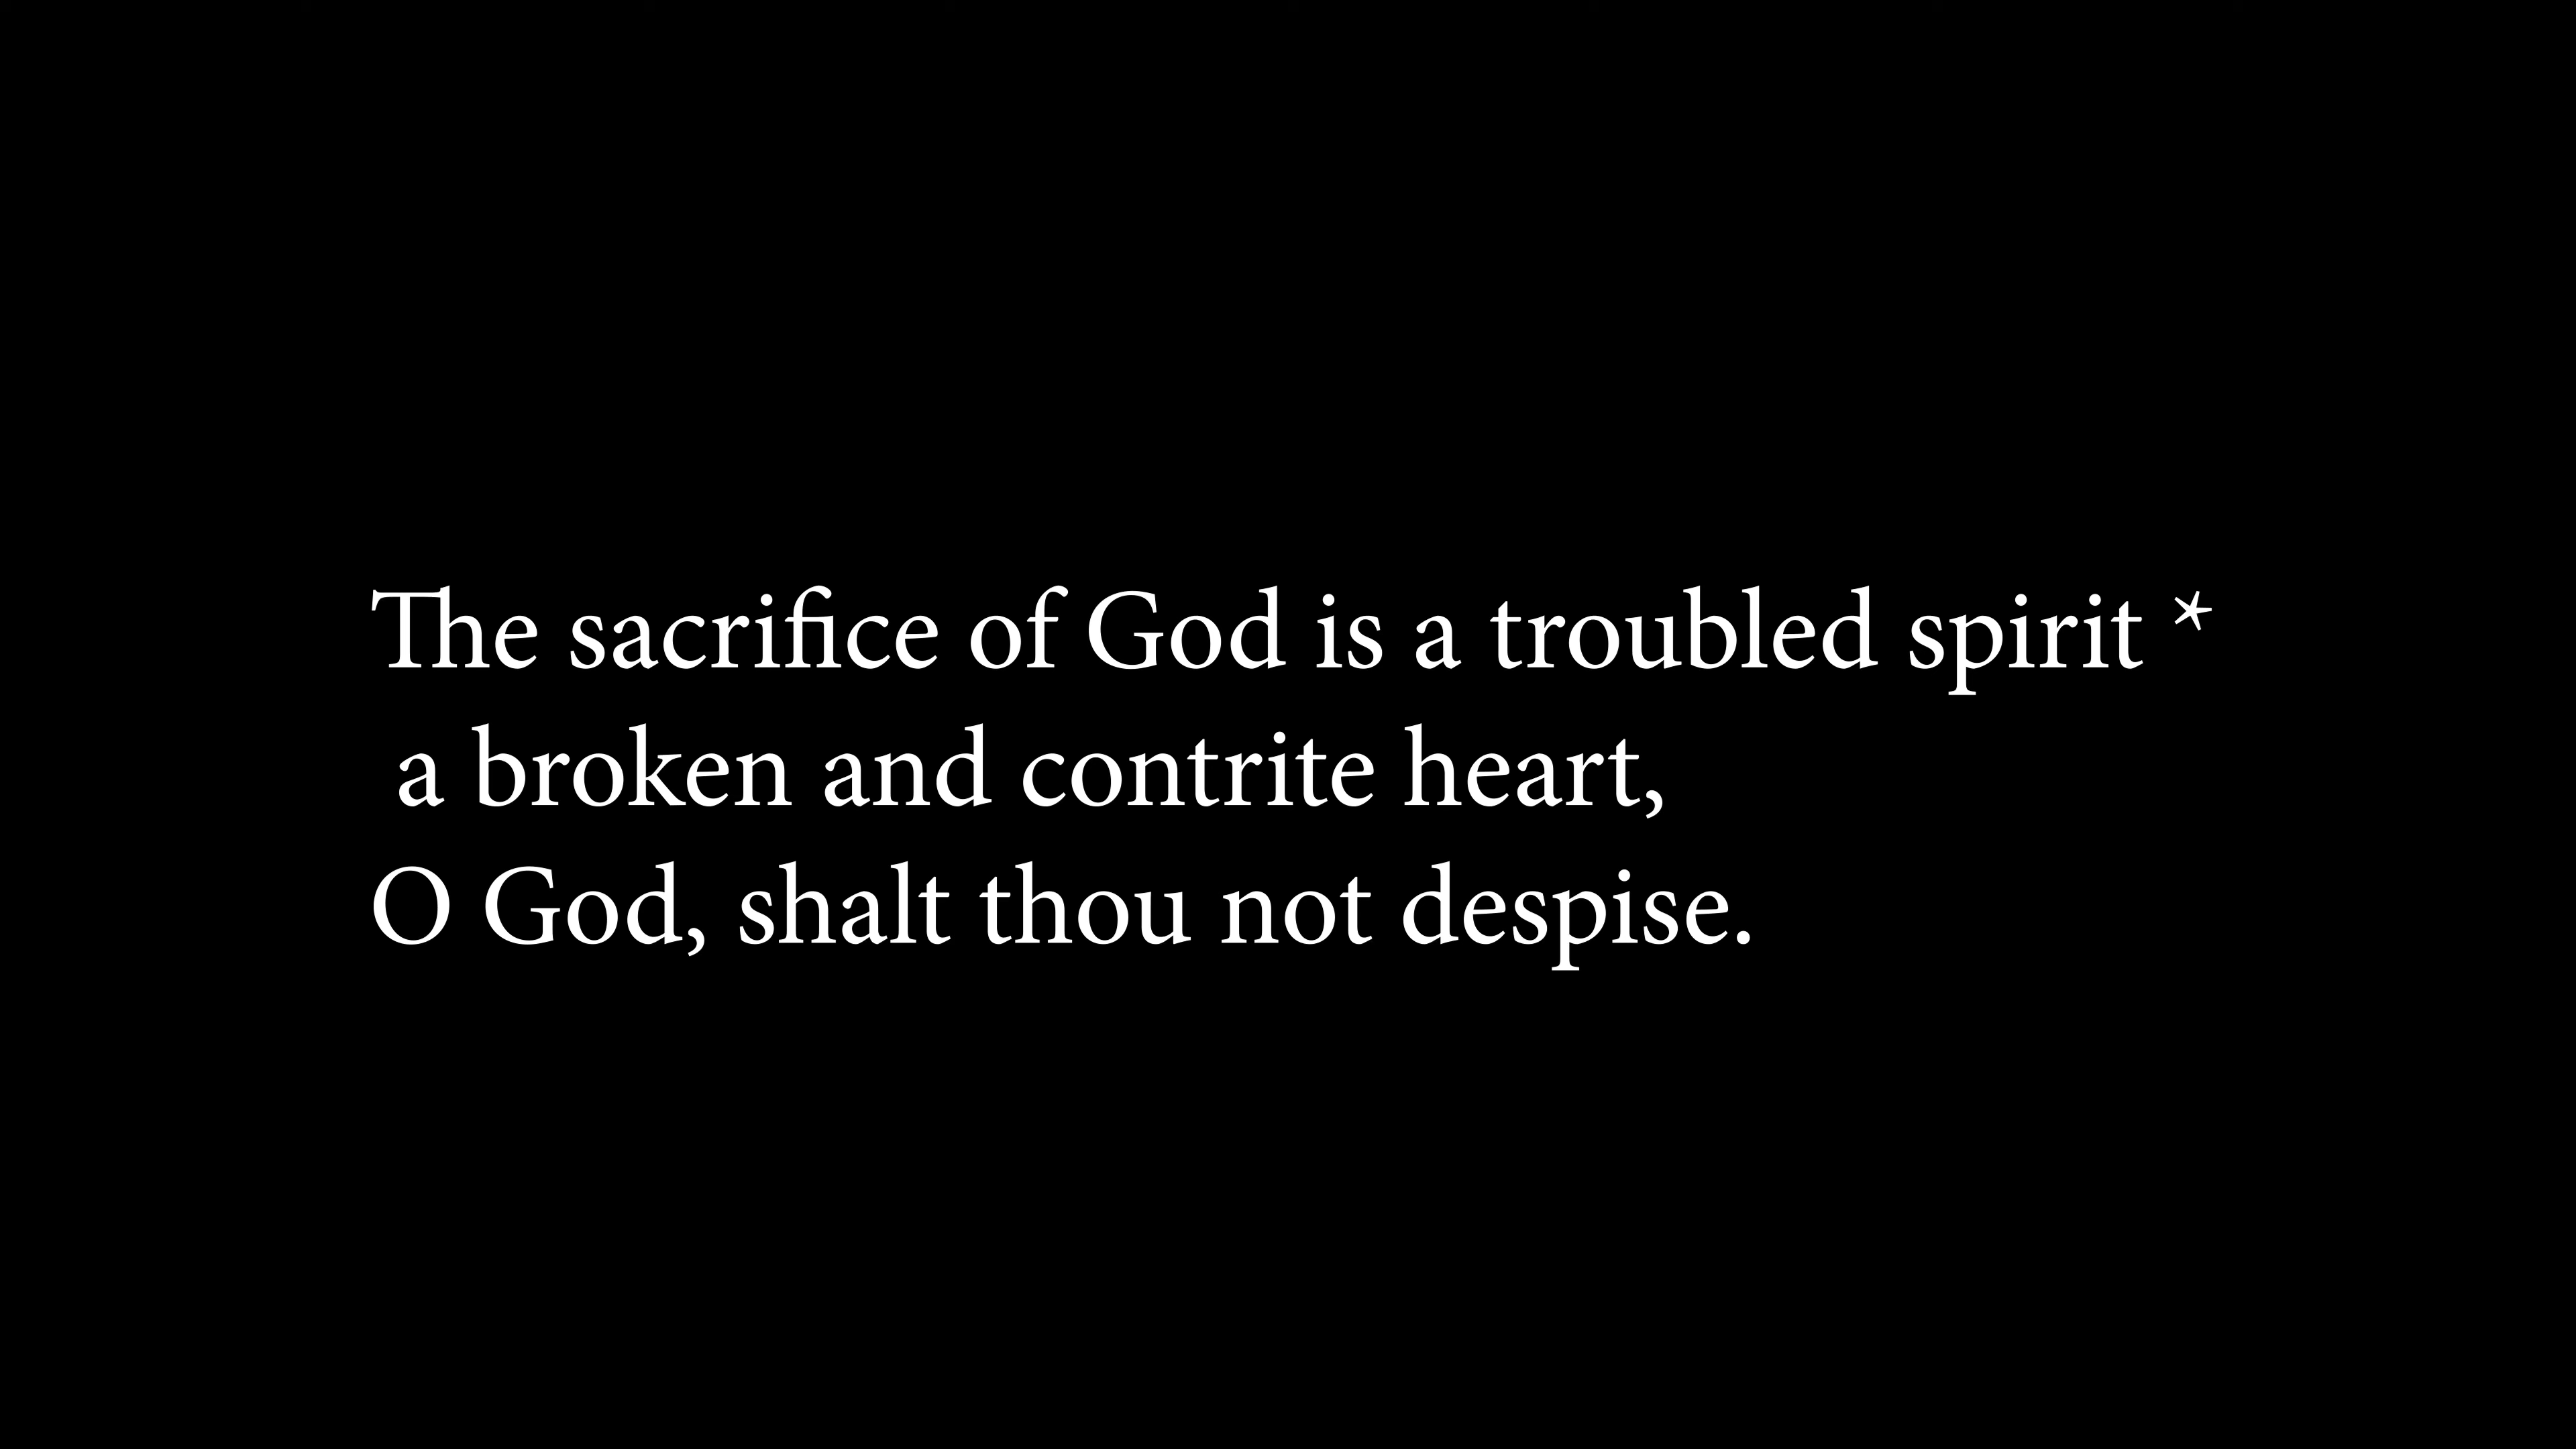 The sacrifice of God is a troubled spirit *
a broken and contrite heart,
O God, shalt thou not despise.